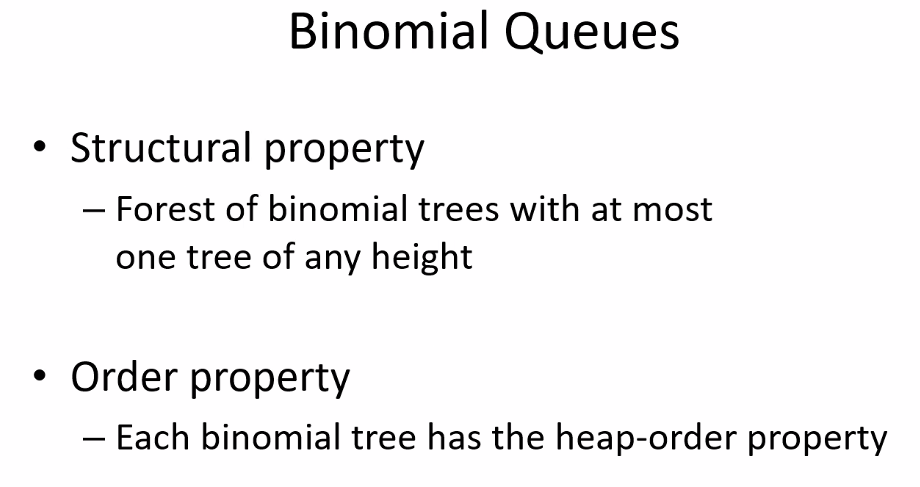 Binomial Queues
• Structural property
– Forest of binomial trees with at most
one tree of any height
• Order property
– Each binomial tree has the heap-order property